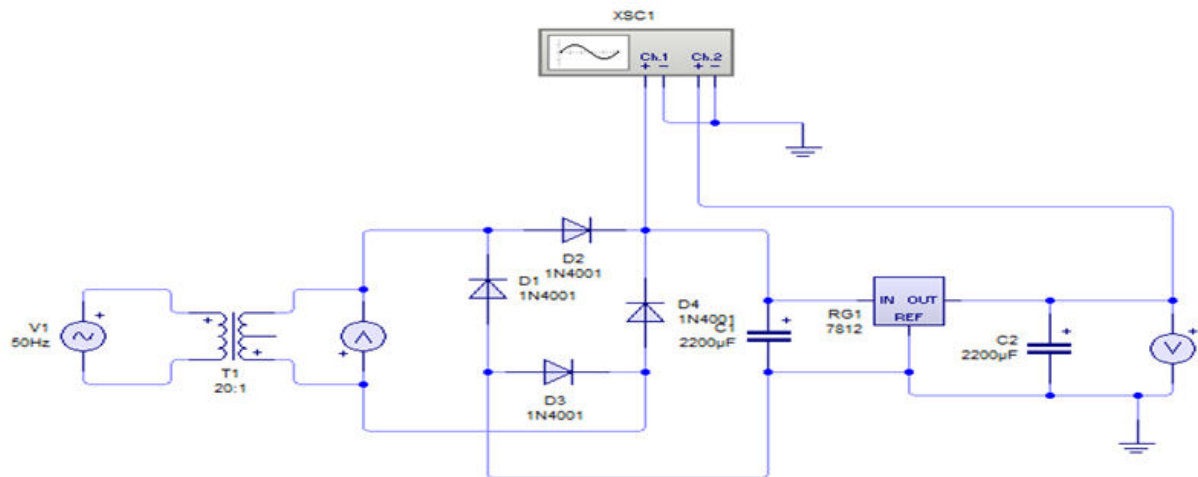 XSC1
Ch.1 Ch.2
+ − + −
D2
1N4001
D1
1N4001
D4
1N4001
C1
2200µF
V1
50Hz
T1
20:1
D3
1N4001
RG1
7812
IN OUT
REF
C2
2200µF
V